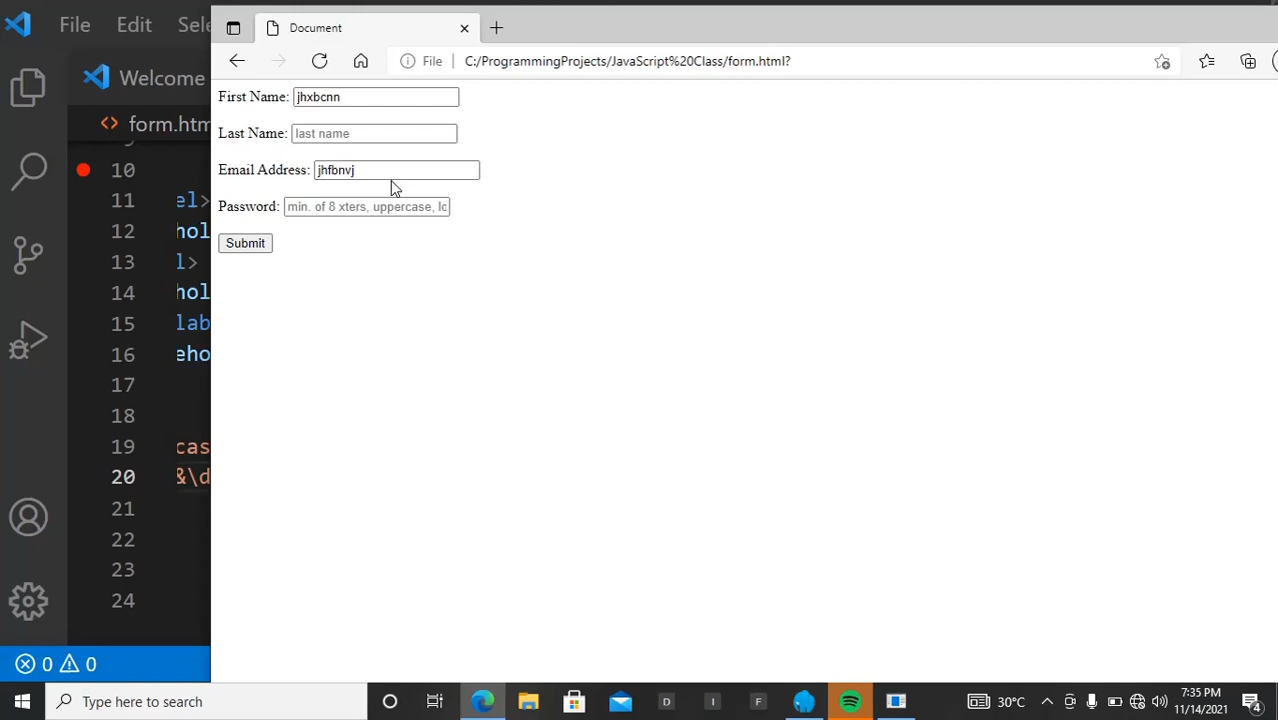 File Edit Sele
Document
Welcome
File C:/ProgrammingProjects/JavaScript%20Class/form.html?
form.htm
First Name: jhxbcnn
Last Name: last name
Email Address: jhfbnvj
Password: min. of 8 xters, uppercase, lo
Submit
10
11 el>
12 hol
13 l>
14 hol
15 lab
16 eho
17
18
19 cas
20 &\d
21
22
23
24
0 0
Type here to search
D I F
30°C
7:35 PM
11/14/2021
4